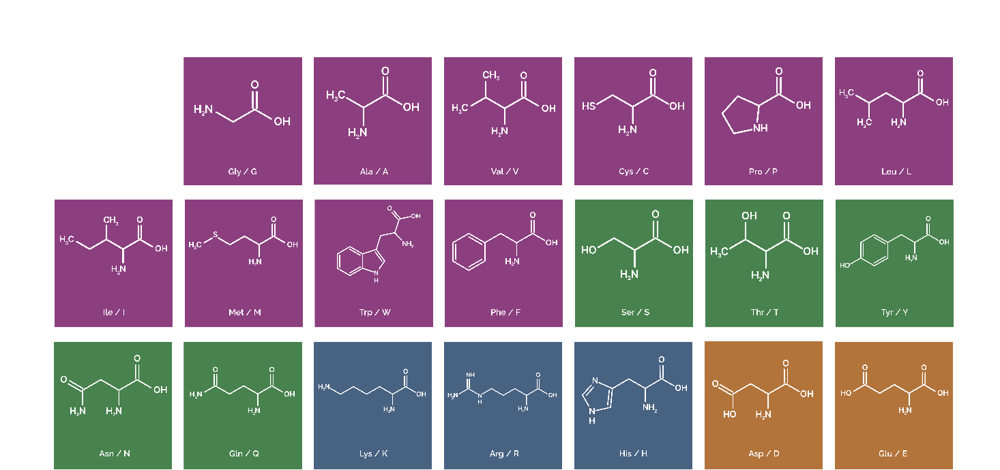 O
H₂N
OH
Gly / G
O
H₃C
OH
H₂N
Ala / A
CH₃
O
H₃C
OH
H₂N
Val / V
O
HS
OH
H₂N
Cys / C
O
OH
NH
Pro / P
O
H₃C
OH
H₃C
H₂N
Leu / L
CH₃
O
H₃C
OH
H₂N
Ile / I
O
S
H₃C
OH
H₂N
Met / M
O
OH
NH₂
N
H
Trp / W
O
OH
H₂N
Phe / F
O
HO
OH
H₂N
Ser / S
OH
O
H₃C
OH
H₂N
Thr / T
O
OH
H₂N
HO
Tyr / Y
O
O
OH
H₂N
H₂N
Asn / N
O
O
H₂N
OH
H₂N
Gln / Q
O
H₂N
OH
H₂N
Lys / K
NH
O
H₂N
N
H
OH
H₂N
Arg / R
O
N
OH
NH₂
N
H
His / H
O
O
OH
HO
H₂N
Asp / D
O
O
HO
OH
H₂N
Glu / E